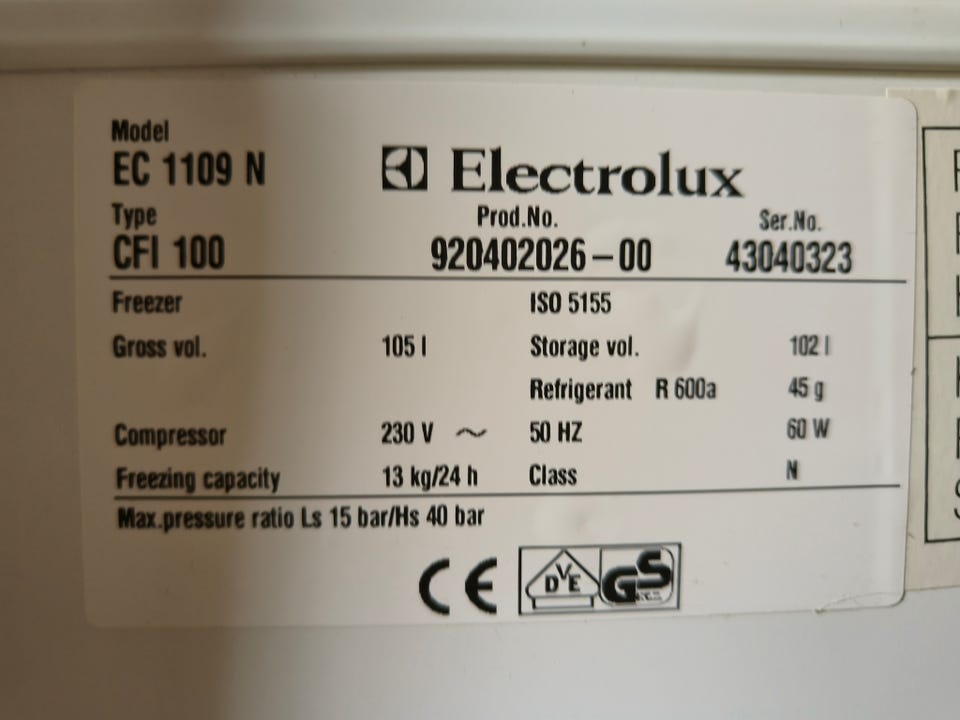 Model
EC 1109 N
Electrolux
Type Prod.No. Ser.No.
CFI 100 920402026-00 43040323
Freezer ISO 5155
Gross vol. 105 l Storage vol. 102 l
Refrigerant R 600a 45 g
Compressor 230 V ~ 50 HZ 60 W
Freezing capacity 13 kg/24 h Class N
Max.pressure ratio Ls 15 bar/Hs 40 bar
CE DVE GS